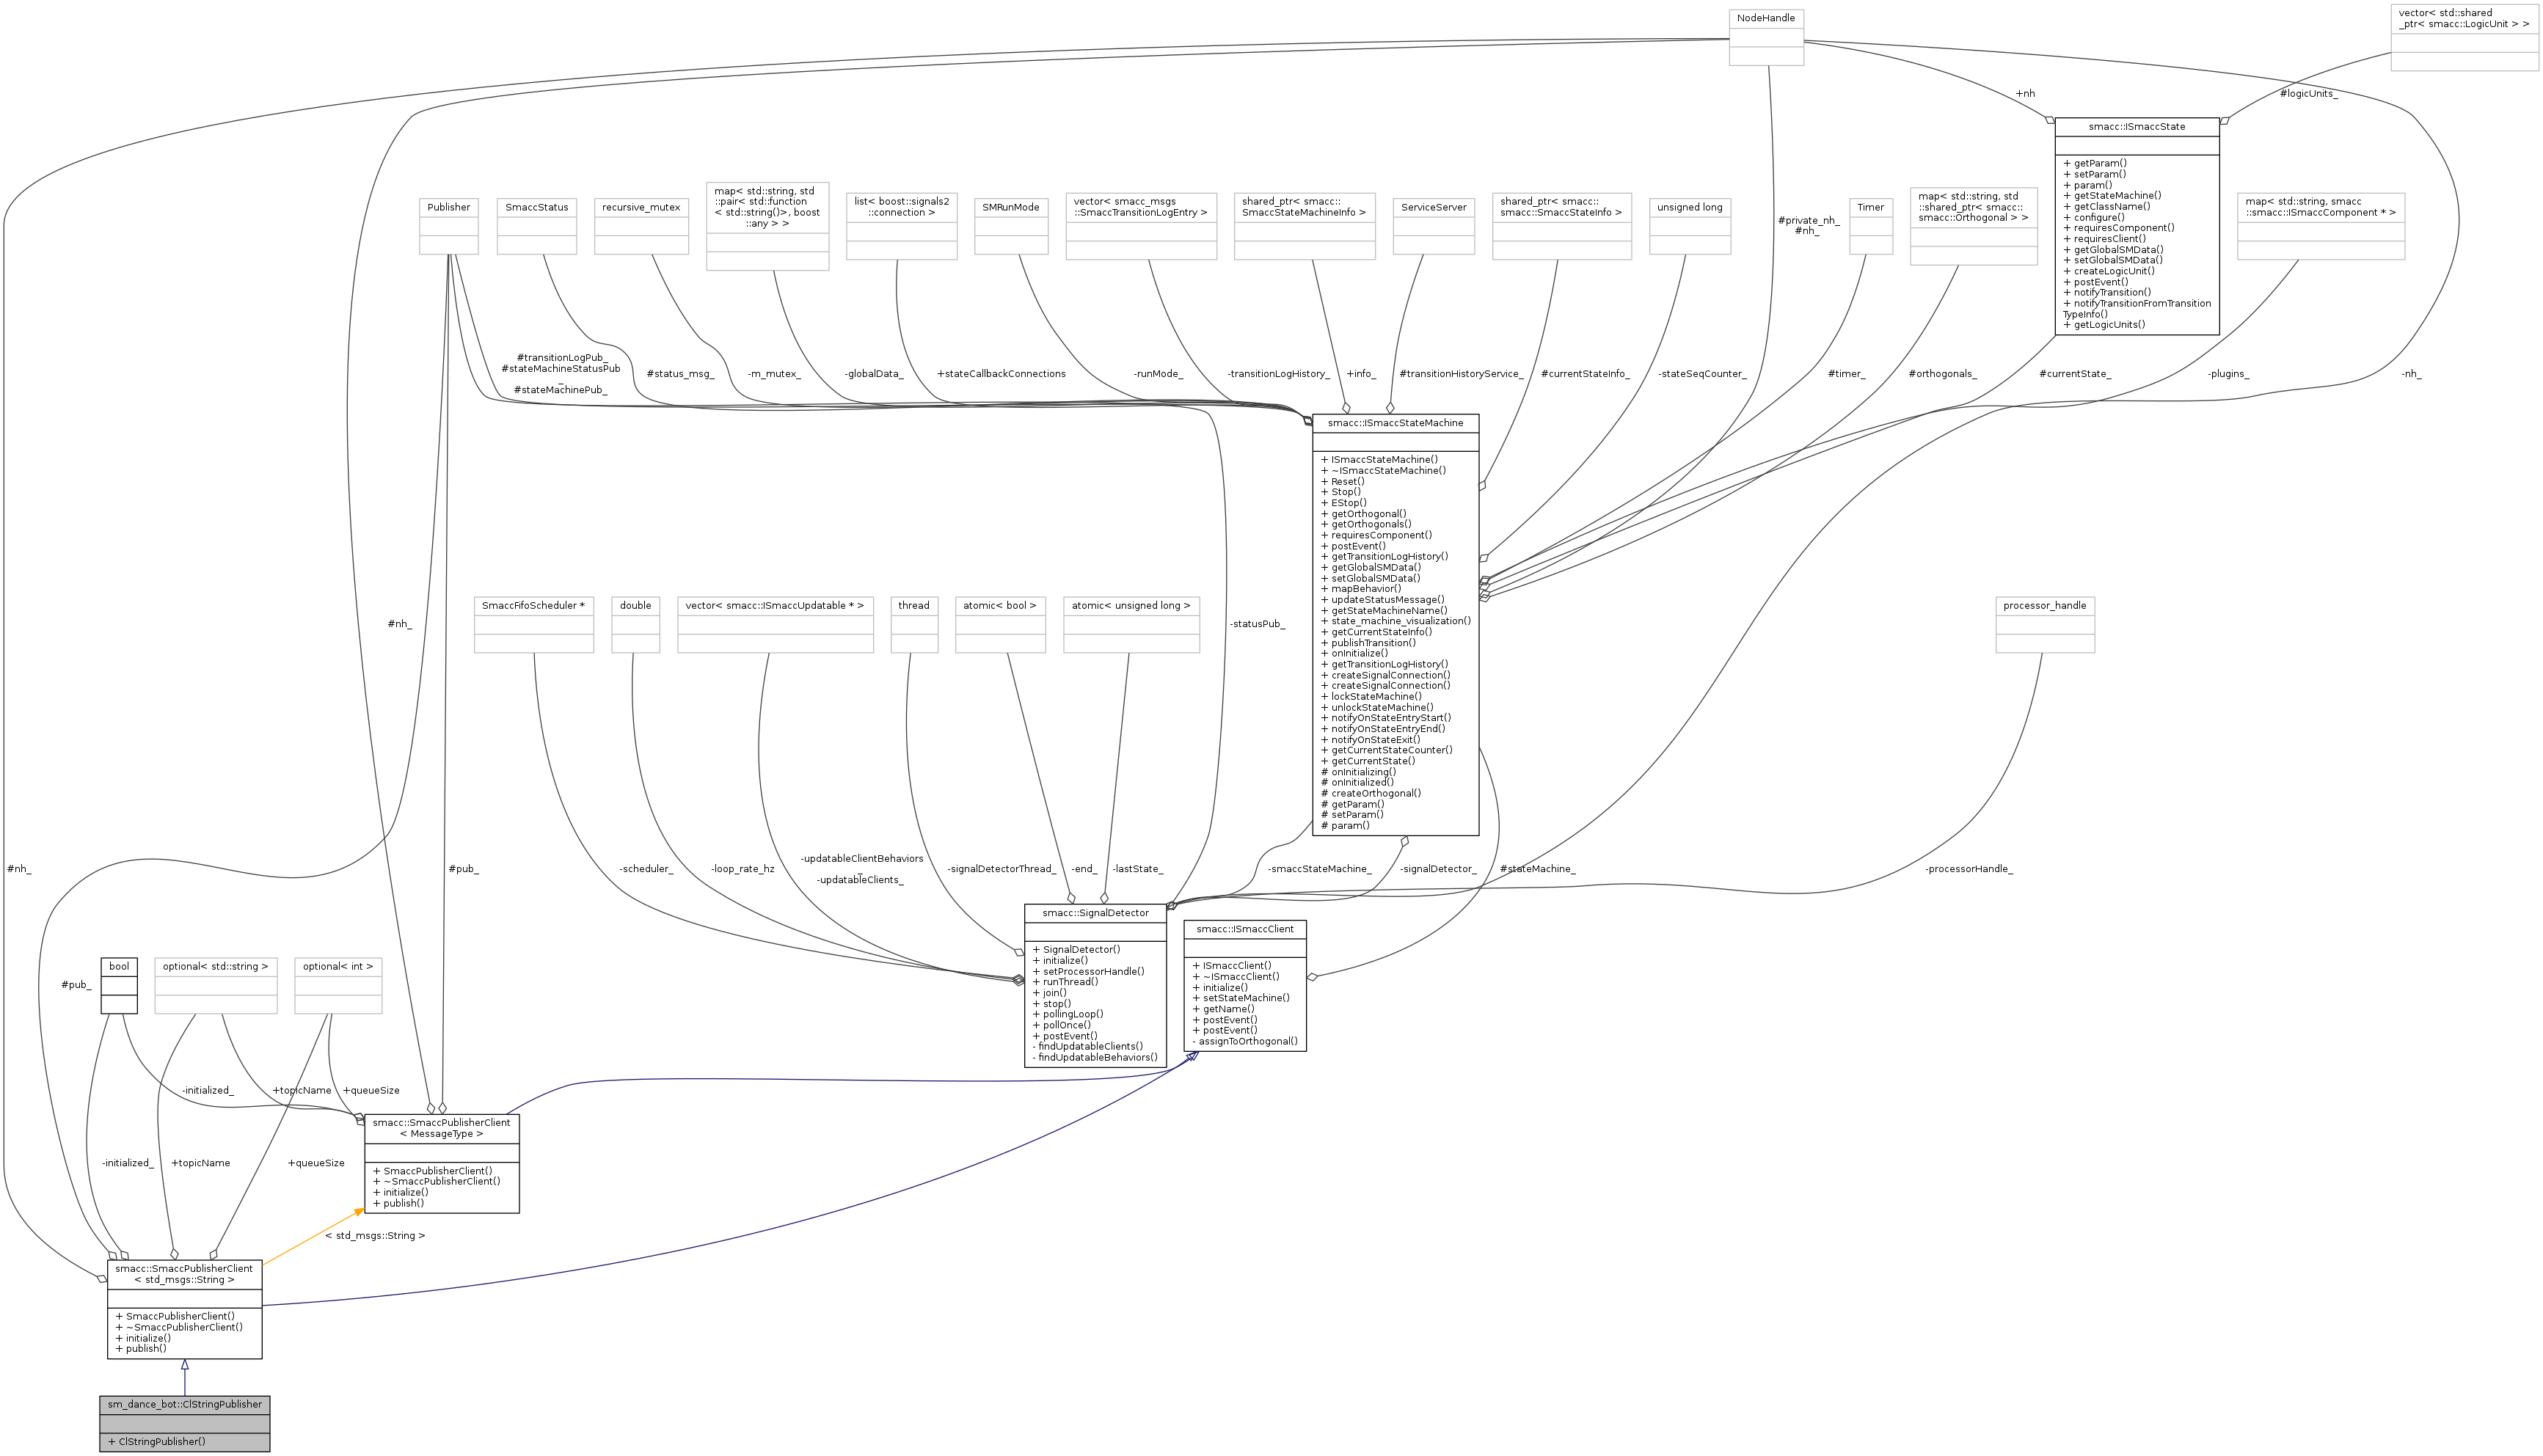 vector< std::shared
_ptr< smacc::LogicUnit > >
NodeHandle
+nh
#logicUnits_
smacc::ISmaccState
+ getParam()
+ setParam()
+ param()
+ getStateMachine()
+ getClassName()
+ configure()
+ requiresComponent()
+ requiresClient()
+ getGlobalSMData()
+ setGlobalSMData()
+ createLogicUnit()
+ postEvent()
+ notifyTransition()
+ notifyTransitionFromTransition
TypeInfo()
+ getLogicUnits()
Publisher
SmaccStatus
recursive_mutex
map< std::string, std
::pair< std::function
< std::string()>, boost
::any > >
list< boost::signals2
::connection >
SMRunMode
vector< smacc_msgs
::SmaccTransitionLogEntry >
shared_ptr< smacc::
SmaccStateMachineInfo >
ServiceServer
shared_ptr< smacc::
smacc::SmaccStateInfo >
unsigned long
#private_nh_
#nh_
Timer
map< std::string, std
::shared_ptr< smacc::
smacc::Orthogonal > >
map< std::string, smacc
::smacc::ISmaccComponent * >
#transitionLogPub_
#stateMachineStatusPub
_
#stateMachinePub_
#status_msg_
-m_mutex_
-globalData_
+stateCallbackConnections
-runMode_
-transitionLogHistory_
+info_
#transitionHistoryService_
#currentStateInfo_
-stateSeqCounter_
#timer_
#orthogonals_
#currentState_
-plugins_
-nh_
smacc::ISmaccStateMachine
+ ISmaccStateMachine()
+ ~ISmaccStateMachine()
+ Reset()
+ Stop()
+ EStop()
+ getOrthogonal()
+ getOrthogonals()
+ requiresComponent()
+ postEvent()
+ getTransitionLogHistory()
+ getGlobalSMData()
+ setGlobalSMData()
+ mapBehavior()
+ updateStatusMessage()
+ getStateMachineName()
+ state_machine_visualization()
+ getCurrentStateInfo()
+ publishTransition()
+ onInitialize()
+ getTransitionLogHistory()
+ createSignalConnection()
+ createSignalConnection()
+ lockStateMachine()
+ unlockStateMachine()
+ notifyOnStateEntryStart()
+ notifyOnStateEntryEnd()
+ notifyOnStateExit()
+ getCurrentStateCounter()
+ getCurrentState()
# onInitializing()
# onInitialized()
# createOrthogonal()
# getParam()
# setParam()
# param()
#nh_
SmaccFifoScheduler *
double
vector< smacc::ISmaccUpdatable * >
thread
atomic< bool >
atomic< unsigned long >
-statusPub_
processor_handle
#nh_
#pub_
-scheduler_
-loop_rate_hz
-updatableClientBehaviors
_
-updatableClients_
-signalDetectorThread_
-end_
-lastState_
-smaccStateMachine_
-signalDetector_
#stateMachine_
-processorHandle_
smacc::SignalDetector
+ SignalDetector()
+ initialize()
+ setProcessorHandle()
+ runThread()
+ join()
+ stop()
+ pollingLoop()
+ pollOnce()
+ postEvent()
- findUpdatableClients()
- findUpdatableBehaviors()
smacc::ISmaccClient
+ ISmaccClient()
+ ~ISmaccClient()
+ initialize()
+ setStateMachine()
+ getName()
+ postEvent()
+ postEvent()
- assignToOrthogonal()
#pub_
bool
optional< std::string >
optional< int >
-initialized_
+topicName
+queueSize
smacc::SmaccPublisherClient
< MessageType >
+ SmaccPublisherClient()
+ ~SmaccPublisherClient()
+ initialize()
+ publish()
-initialized_
+topicName
+queueSize
< std_msgs::String >
smacc::SmaccPublisherClient
< std_msgs::String >
+ SmaccPublisherClient()
+ ~SmaccPublisherClient()
+ initialize()
+ publish()
sm_dance_bot::ClStringPublisher
+ ClStringPublisher()